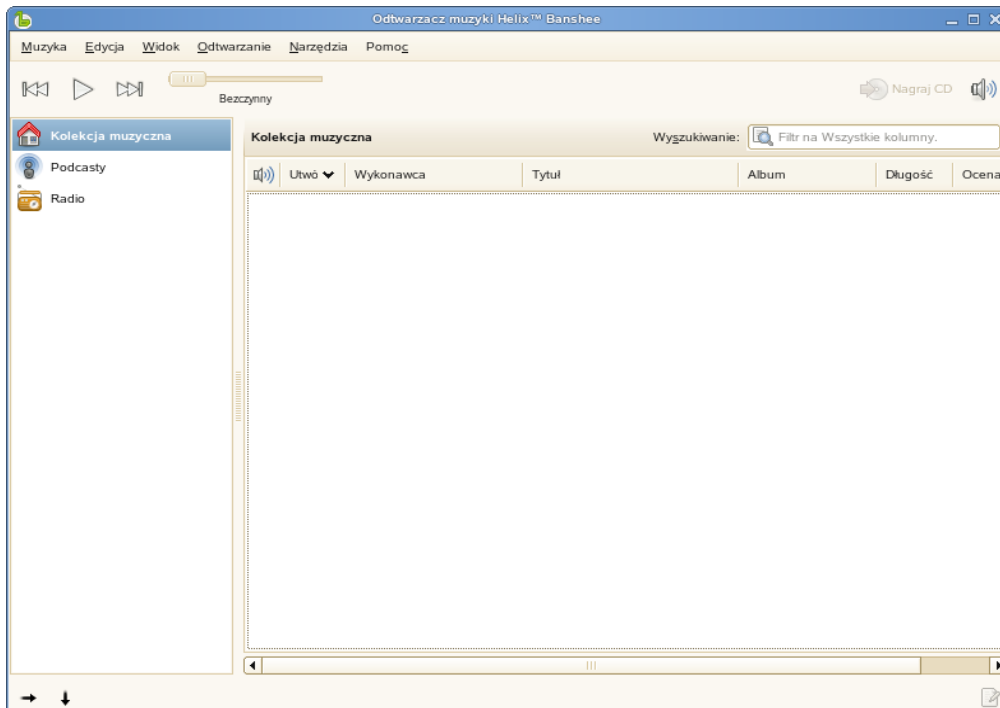 Odtwarzacz muzyki Helix™ Banshee
Muzyka Edycja Widok Odtwarzanie Narzędzia Pomoc
Bezczynny
Nagraj CD
Kolekcja muzyczna
Podcasty
Radio
Kolekcja muzyczna
Wyszukiwanie: Filtr na Wszystkie kolumny.
Utwó Wykonawca Tytuł Album Długość Ocena